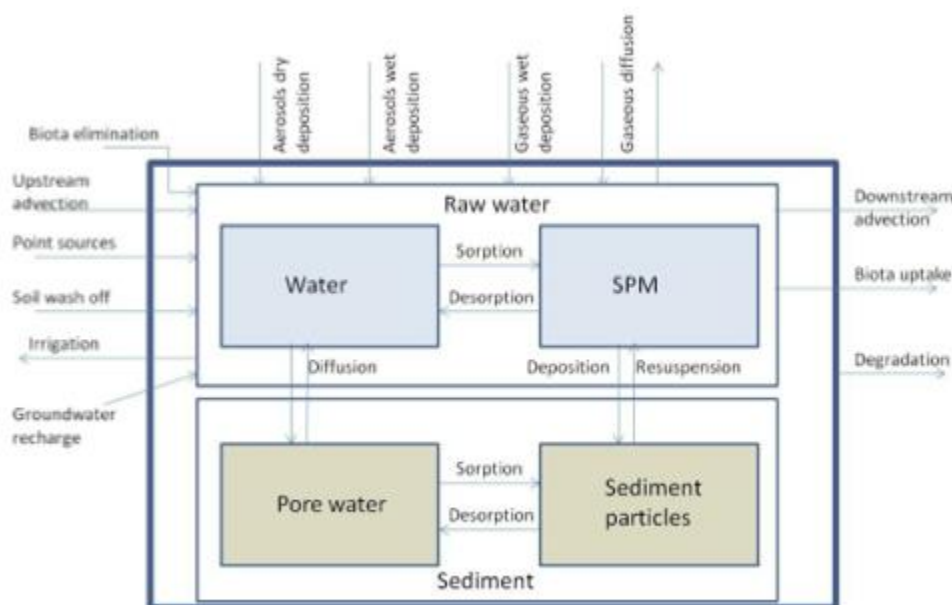 Aerosols dry
deposition
Aerosols wet
deposition
Gaseous wet
deposition
Gaseous diffusion
Biota elimination
Upstream
advection
Point sources
Soil wash off
Irrigation
Groundwater
recharge
Raw water
Water
Sorption
Desorption
SPM
Diffusion
Deposition
Resuspension
Downstream
advection
Biota uptake
Degradation
Pore water
Sorption
Desorption
Sediment
particles
Sediment